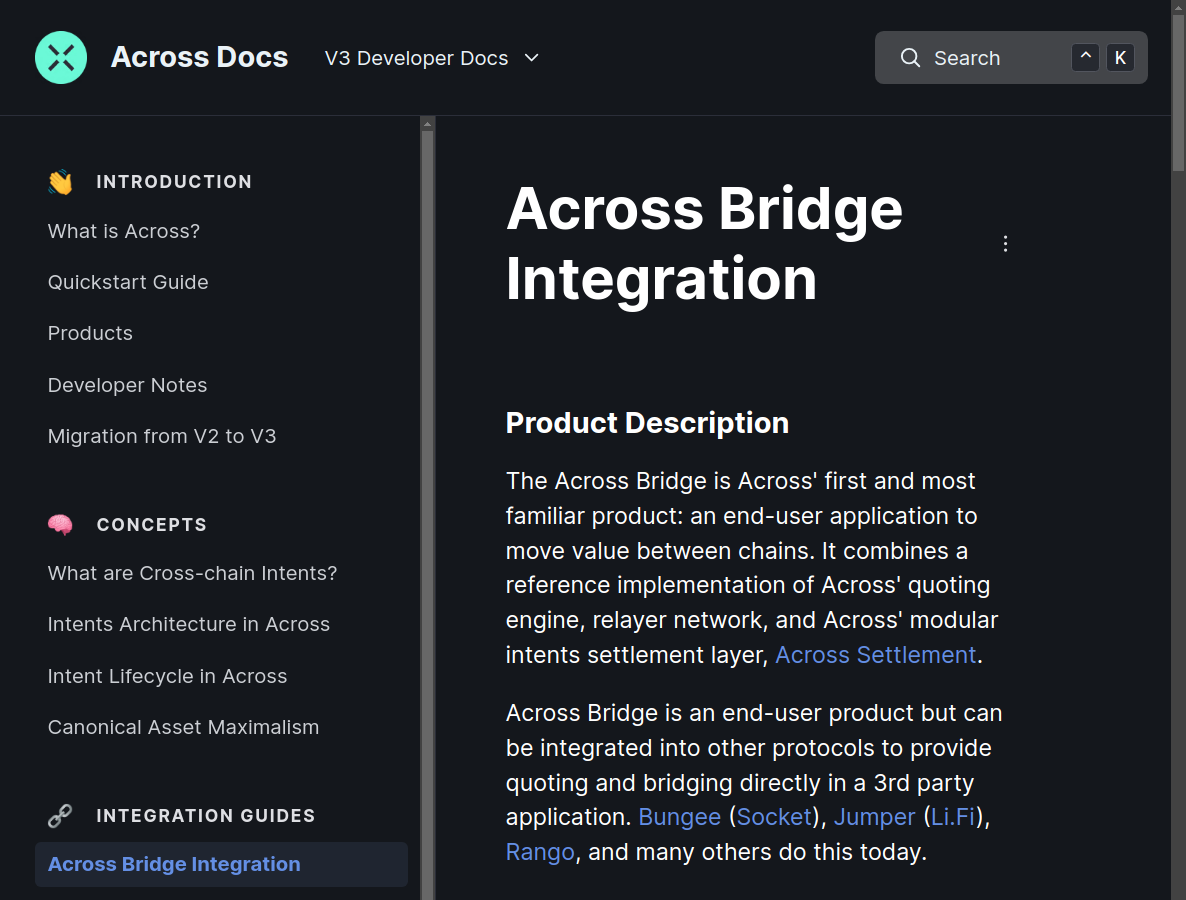 Across Docs
V3 Developer Docs
Search
^ K
INTRODUCTION
What is Across?
Quickstart Guide
Products
Developer Notes
Migration from V2 to V3
CONCEPTS
What are Cross-chain Intents?
Intents Architecture in Across
Intent Lifecycle in Across
Canonical Asset Maximalism
INTEGRATION GUIDES
Across Bridge Integration
Across Bridge
Integration
Product Description
The Across Bridge is Across' first and most
familiar product: an end-user application to
move value between chains. It combines a
reference implementation of Across' quoting
engine, relayer network, and Across' modular
intents settlement layer, Across Settlement.
Across Bridge is an end-user product but can
be integrated into other protocols to provide
quoting and bridging directly in a 3rd party
application. Bungee (Socket), Jumper (Li.Fi),
Rango, and many others do this today.